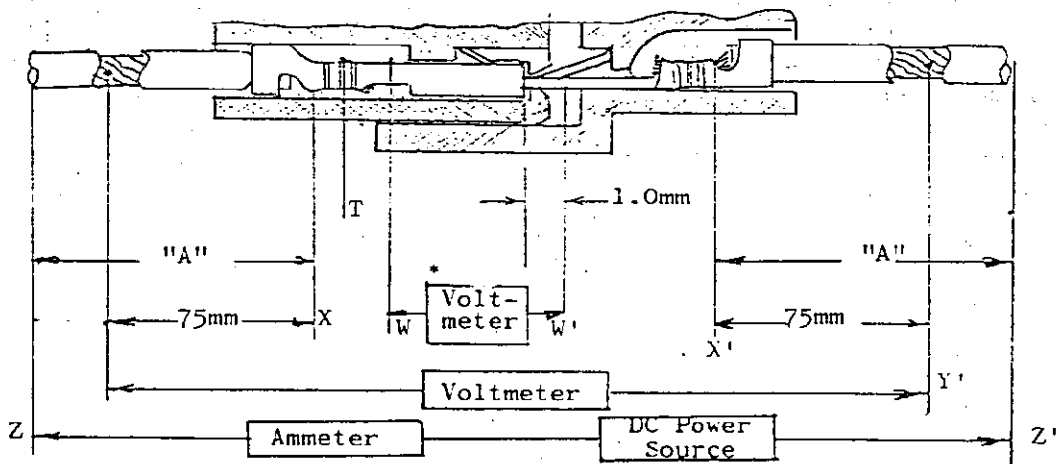 T
1.0mm
"A"
"A"
*
Volt-
meter
W
W'
75mm
X
75mm
X'
Voltmeter
Y'
Z
Ammeter
DC Power
Source
Z'